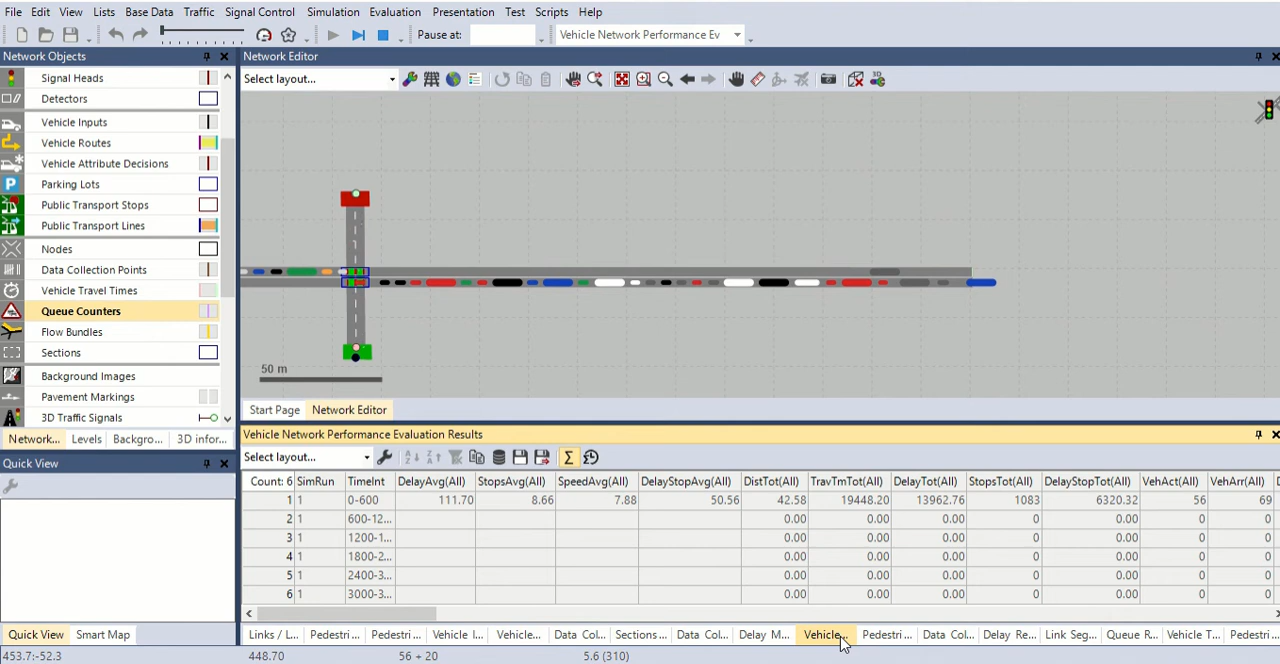 File Edit View Lists Base Data Traffic Signal Control Simulation Evaluation Presentation Test Scripts Help
Pause at: Vehicle Network Performance Ev
Network Objects
Network Editor
Signal Heads
Detectors
Vehicle Inputs
Vehicle Routes
Vehicle Attribute Decisions
Parking Lots
Public Transport Stops
Public Transport Lines
Nodes
Data Collection Points
Vehicle Travel Times
Queue Counters
Flow Bundles
Sections
Background Images
Pavement Markings
3D Traffic Signals
Network... Levels Backgro... 3D infor...
Select layout...
3D
50 m
Start Page Network Editor
Quick View
Quick View Smart Map
Vehicle Network Performance Evaluation Results
Select layout...
Count: 6 SimRun TimeInt DelayAvg(All) StopsAvg(All) SpeedAvg(All) DelayStopAvg(All) DistTot(All) TravTmTot(All) DelayTot(All) StopsTot(All) DelayStopTot(All) VehAct(All) VehArr(All)
1 1 0-600 111.70 8.66 7.88 50.56 42.58 19448.20 13962.76 1083 6320.32 56 69
2 1 600-12... 0.00 0.00 0.00 0 0.00 0 0
3 1 1200-1... 0.00 0.00 0.00 0 0.00 0 0
4 1 1800-2... 0.00 0.00 0.00 0 0.00 0 0
5 1 2400-3... 0.00 0.00 0.00 0 0.00 0 0
6 1 3000-3... 0.00 0.00 0.00 0 0.00 0 0
Links / L... Pedestri... Pedestri... Vehicle I... Vehicle... Data Col... Sections... Data Col... Delay M... Vehicle... Pedestri... Data Col... Delay Re... Link Seg... Queue R... Vehicle T... Pedestri...
453.7:-52.3 448.70 56 + 20 5.6 (310)